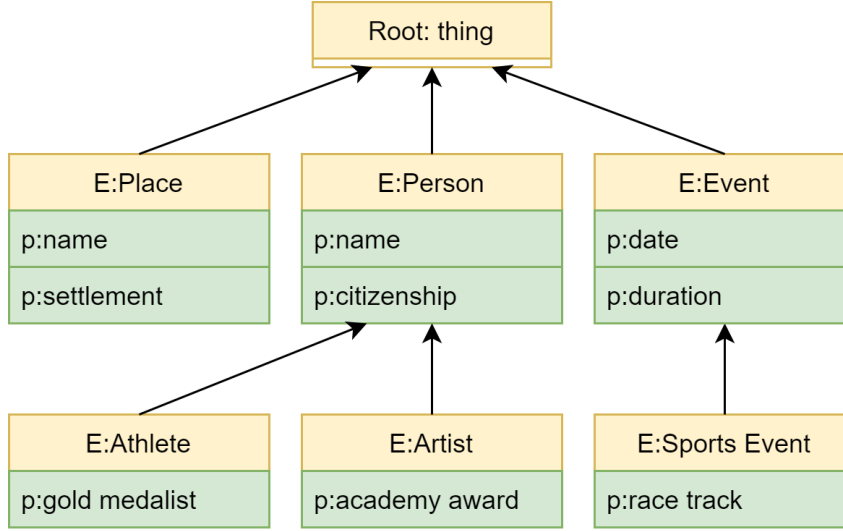 Root: thing
E:Place
p:name
p:settlement
E:Person
p:name
p:citizenship
E:Event
p:date
p:duration
E:Athlete
p:gold medalist
E:Artist
p:academy award
E:Sports Event
p:race track